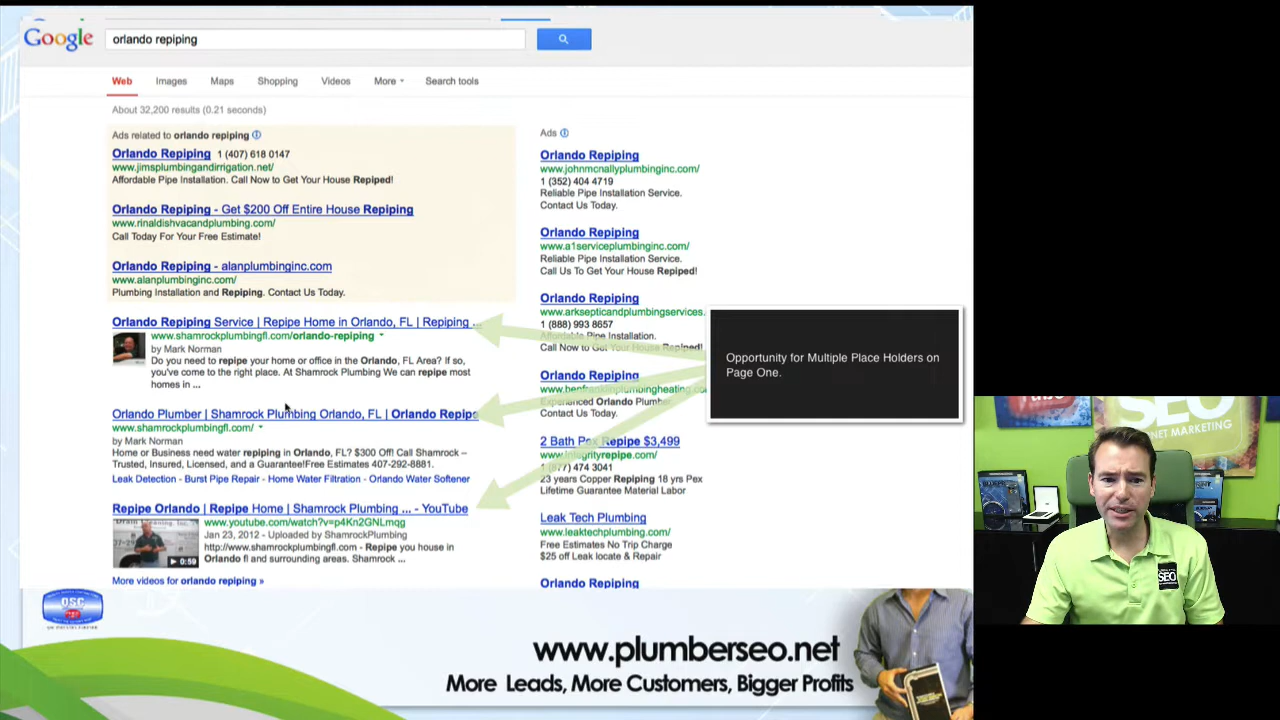 Google
orlando repiping
Web Images Maps Shopping Videos More Search tools
About 32,200 results (0.21 seconds)
Ads related to orlando repiping
Orlando Repiping 1 (407) 618 0147
www.jimsplumbingandirrigation.net/
Affordable Pipe Installation. Call Now to Get Your House Repiped!
Orlando Repiping - Get $200 Off Entire House Repiping
www.rinaldishvacandplumbing.com/
Call Today For Your Free Estimate!
Orlando Repiping - alanplumbinginc.com
www.alanplumbinginc.com/
Plumbing Installation and Repiping. Contact Us Today.
Orlando Repiping Service | Repipe Home in Orlando, FL | Repiping ...
www.shamrockplumbingfl.com/orlando-repiping
by Mark Norman
Do you need to repipe your home or office in the Orlando, FL Area? If so,
you've come to the right place. At Shamrock Plumbing We can repipe most
homes in ...
Orlando Plumber | Shamrock Plumbing Orlando, FL | Orlando Repip
www.shamrockplumbingfl.com/
by Mark Norman
Home or Business need water repiping in Orlando, FL? $300 Off! Call Shamrock –
Trusted, Insured, Licensed, and a Guarantee!Free Estimates 407-292-8881.
Leak Detection - Burst Pipe Repair - Home Water Filtration - Orlando Water Softener
Repipe Orlando | Repipe Home | Shamrock Plumbing ... - YouTube
www.youtube.com/watch?v=p4Kn2GNLmqg
Jan 23, 2012 - Uploaded by ShamrockPlumbing
http://www.shamrockplumbingfl.com - Repipe you house in
Orlando fl and surrounding areas. Shamrock ...
0:59
More videos for orlando repiping »
Ads
Orlando Repiping
www.johnmcnallyplumbinginc.com/
1 (352) 404 4719
Reliable Pipe Installation Service.
Contact Us Today.
Orlando Repiping
www.a1serviceplumbinginc.com/
Reliable Pipe Installation Service.
Call Us To Get Your House Repiped!
Orlando Repiping
www.arksepticandplumbingservices.
1 (888) 993 8657
Affordable Pipe Installation.
Call Now to Get Your House Repiped!
Orlando Repiping
www.benfranklinplumbingheating.co
Experienced Orlando Plumber
Contact Us Today.
2 Bath Pex Repipe $3,499
www.integrityrepipe.com/
1 (877) 474 3041
23 years Copper Repiping 18 yrs Pex
Lifetime Guarantee Material Labor
Leak Tech Plumbing
www.leaktechplumbing.com/
Free Estimates No Trip Charge
$25 off Leak locate & Repair
Orlando Repiping
Opportunity for Multiple Place Holders on
Page One.
SEO
NET MARKETING
SEO
QSC
www.plumberseo.net
More Leads, More Customers, Bigger Profits